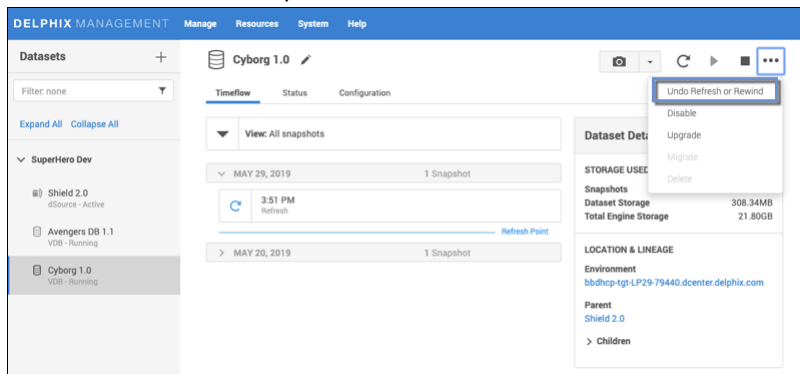 DELPHIX MANAGEMENT Manage Resources System Help
Datasets
Filter: none
Expand All Collapse All
SuperHero Dev
Shield 2.0
dSource - Active
Avengers DB 1.1
VDB - Running
Cyborg 1.0
VDB - Running
Cyborg 1.0
Timeflow Status Configuration
View: All snapshots
MAY 29, 2019 1 Snapshot
3:51 PM
Refresh
Refresh Point
MAY 20, 2019 1 Snapshot
Undo Refresh or Rewind
Disable
Upgrade
Migrate
Delete
Dataset Deta
STORAGE USED
Snapshots
Dataset Storage 308.34MB
Total Engine Storage 21.80GB
LOCATION & LINEAGE
Environment
bbdhcp-tgt-LP29-79440.dcenter.delphix.com
Parent
Shield 2.0
Children